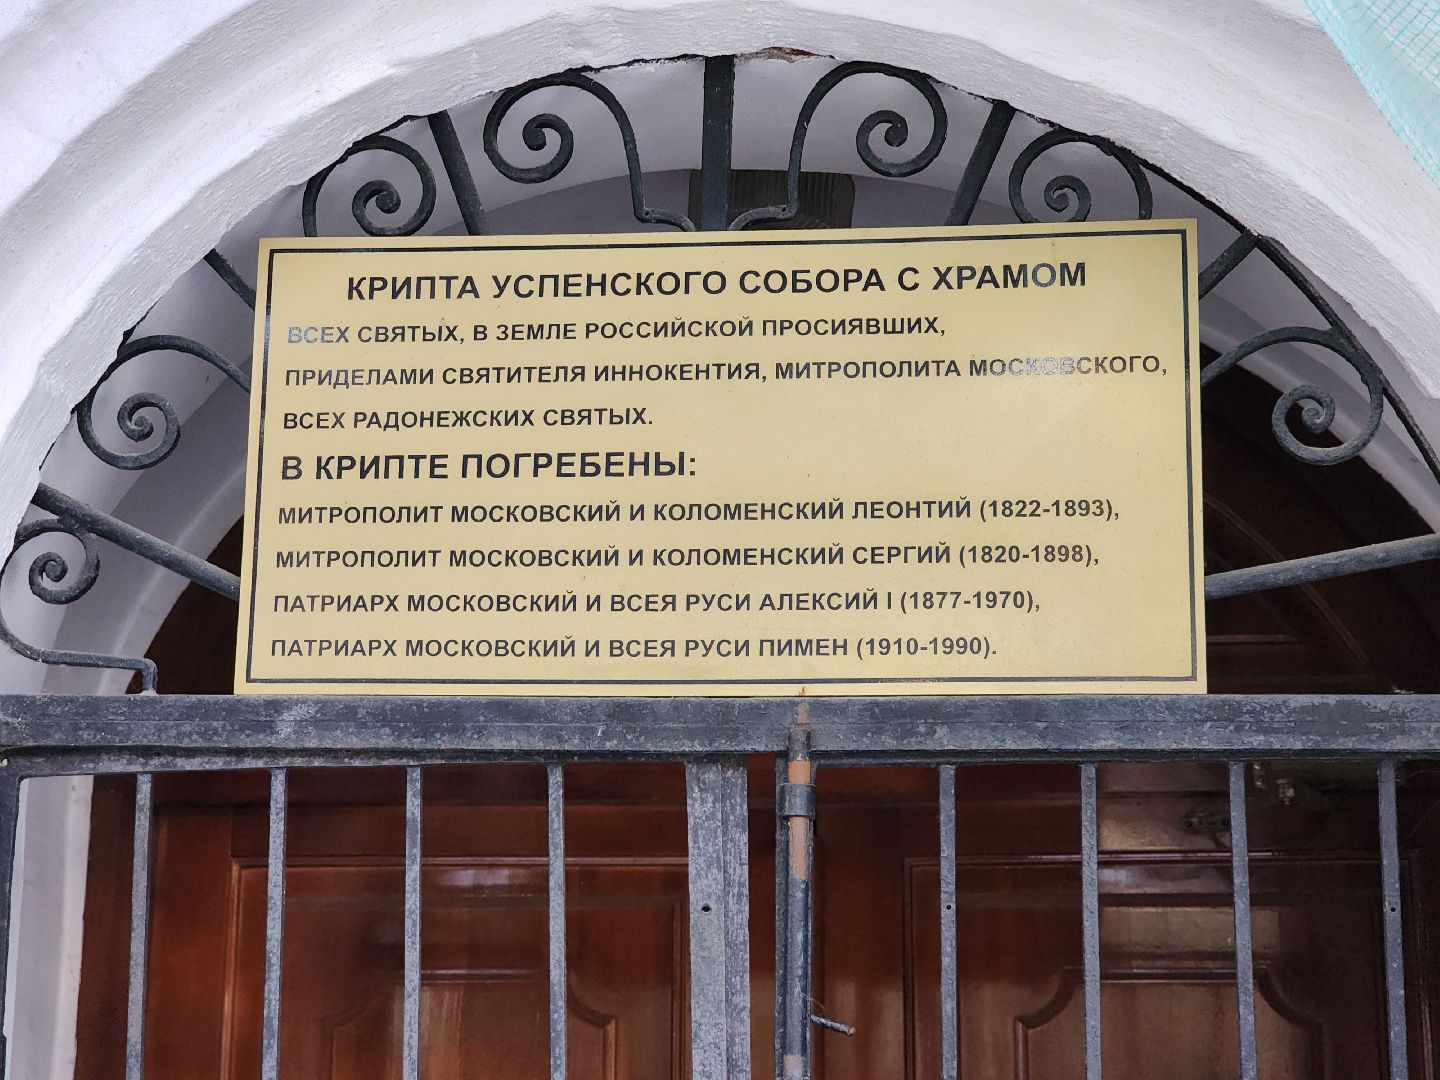 КРИПТА УСПЕНСКОГО СОБОРА С ХРАМОМ
ВСЕХ СВЯТЫХ, В ЗЕМЛЕ РОССИЙСКОЙ ПРОСИЯВШИХ,
ПРИДЕЛАМИ СВЯТИТЕЛЯ ИННОКЕНТИЯ, МИТРОПОЛИТА МОСКОВСКОГО,
ВСЕХ РАДОНЕЖСКИХ СВЯТЫХ.
В КРИПТЕ ПОГРЕБЕНЫ:
МИТРОПОЛИТ МОСКОВСКИЙ И КОЛОМЕНСКИЙ ЛЕОНТИЙ (1822-1893),
МИТРОПОЛИТ МОСКОВСКИЙ И КОЛОМЕНСКИЙ СЕРГИЙ (1820-1898),
ПАТРИАРХ МОСКОВСКИЙ И ВСЕЯ РУСИ АЛЕКСИЙ I (1877-1970),
ПАТРИАРХ МОСКОВСКИЙ И ВСЕЯ РУСИ ПИМЕН (1910-1990).